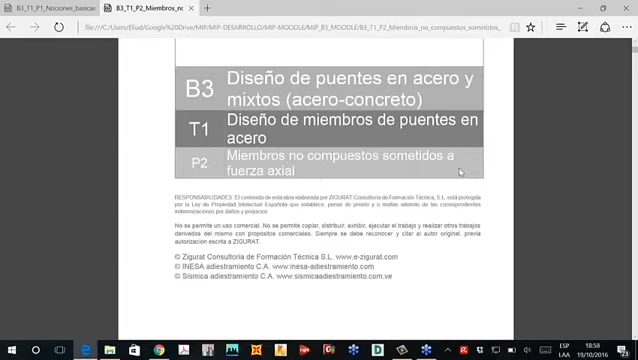 B3_T1_P1_Nociones_basicas
B3_T1_P2_Miembros_no
file:///C:/Users/Eliud/Google%20Drive/MIP-DESARROLLO/MIP-MOODLE/MIP_B3_MOODLE/B3_T1_P2_Miembros_no_compuestos_sometidos_
B3
Diseño de puentes en acero y
mixtos (acero-concreto)
T1
Diseño de miembros de puentes en
acero
P2
Miembros no compuestos sometidos a
fuerza axial
RESPONSABILIDADES: El contenido de esta obra elaborada por ZIGURAT Consultoría de Formación Técnica, S.L. está protegida
por la Ley de Propiedad Intelectual Española que establece, penas de prisión y o multas además de las correspondientes
indemnizaciones por daños y perjuicios.
No se permite un uso comercial. No se permite copiar, distribuir, exhibir, ejecutar el trabajo y realizar otros trabajos
derivados del mismo con propósitos comerciales. Siempre se debe reconocer y citar al autor original, previa
autorización escrita a ZIGURAT.
© Zigurat Consultoría de Formación Técnica S.L. www.e-zigurat.com
© INESA adiestramiento C.A. www.inesa-adiestramiento.com
© Sísmica adiestramiento C.A. www.sismicaadiestramiento.com.ve
ESP
LAA
18:58
19/10/2016